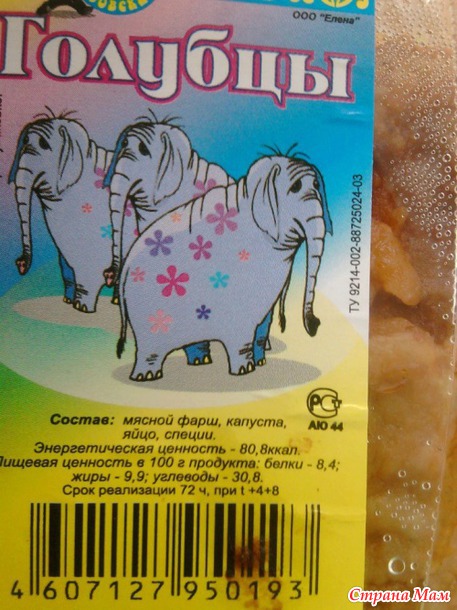 ООО "Елена"
Голубцы
ТУ 9214-002-88725024-03
РСТ
АЮ 44
Состав: мясной фарш, капуста,
яйцо, специи.
Энергетическая ценность - 80,8ккал.
Пищевая ценность в 100 г продукта: белки - 8,4;
жиры - 9,9; углеводы - 30,8.
Срок реализации 72 ч, при t +4+8
4 607127 950193
Страна Мам